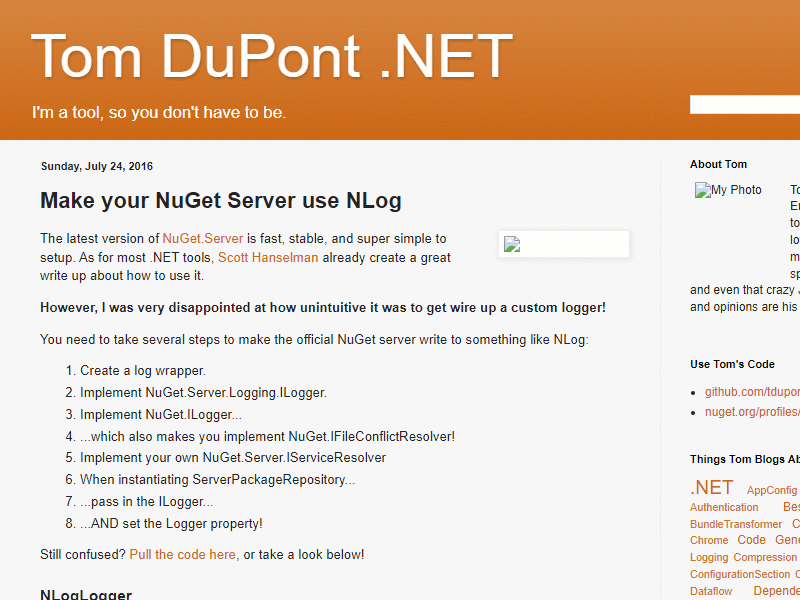 Tom DuPont .NET
I'm a tool, so you don't have to be.
Sunday, July 24, 2016
Make your NuGet Server use NLog
The latest version of NuGet.Server is fast, stable, and super simple to
setup. As for most .NET tools, Scott Hanselman already create a great
write up about how to use it.
However, I was very disappointed at how unintuitive it was to get wire up a custom logger!
You need to take several steps to make the official NuGet server write to something like NLog:
1. Create a log wrapper.
2. Implement NuGet.Server.Logging.ILogger.
3. Implement NuGet.ILogger...
4. ...which also makes you implement NuGet.IFileConflictResolver!
5. Implement your own NuGet.Server.IServiceResolver
6. When instantiating ServerPackageRepository...
7. ...pass in the ILogger...
8. ...AND set the Logger property!
Still confused? Pull the code here, or take a look below!
NLogLogger
About Tom
My Photo
and even that crazy
and opinions are his
Use Tom's Code
github.com/tdupon
nuget.org/profiles/
Things Tom Blogs Ab
.NET AppConfig
Authentication Bes
BundleTransformer C
Chrome Code Gene
Logging Compression
ConfigurationSection
Dataflow Depende